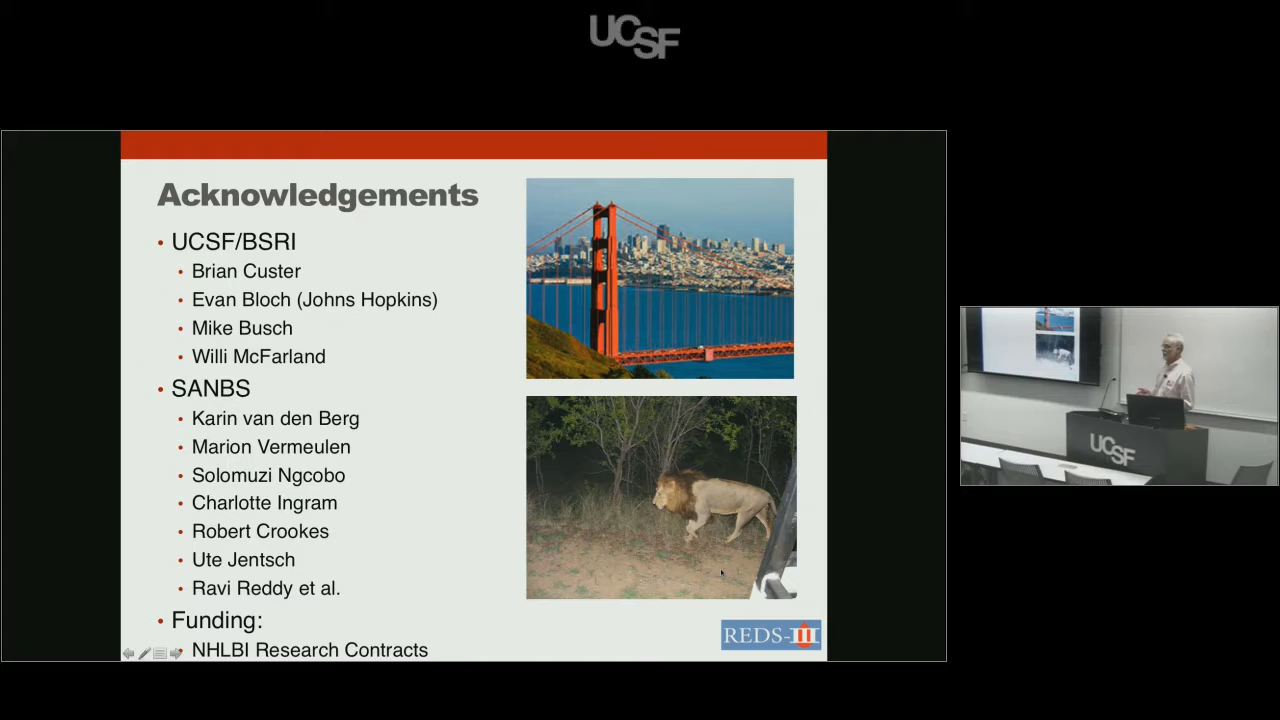 UCSF
Acknowledgements
• UCSF/BSRI
• Brian Custer
• Evan Bloch (Johns Hopkins)
• Mike Busch
• Willi McFarland
• SANBS
• Karin van den Berg
• Marion Vermeulen
• Solomuzi Ngcobo
• Charlotte Ingram
• Robert Crookes
• Ute Jentsch
• Ravi Reddy et al.
• Funding:
• NHLBI Research Contracts
REDS-III
UCSF